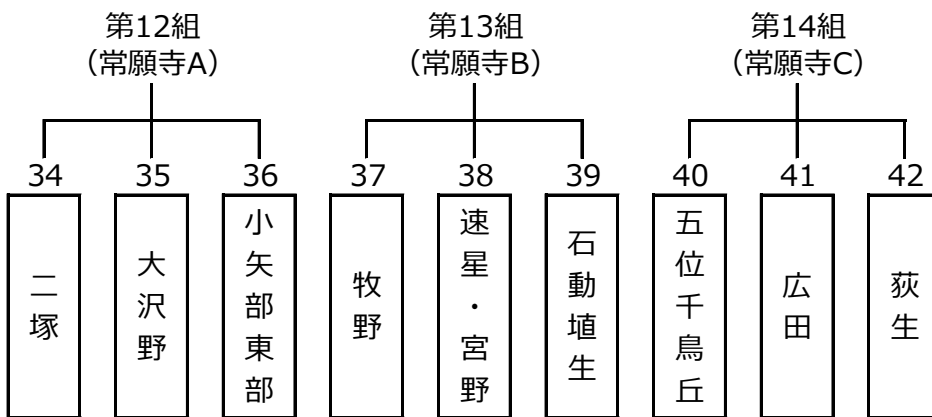 第12組
（常願寺A）
第13組
（常願寺B）
第14組
（常願寺C）
34
35
36
37
38
39
40
41
42
二塚
大沢野
小矢部東部
牧野
速星・宮野
石動埴生
五位千鳥丘
広田
荻生